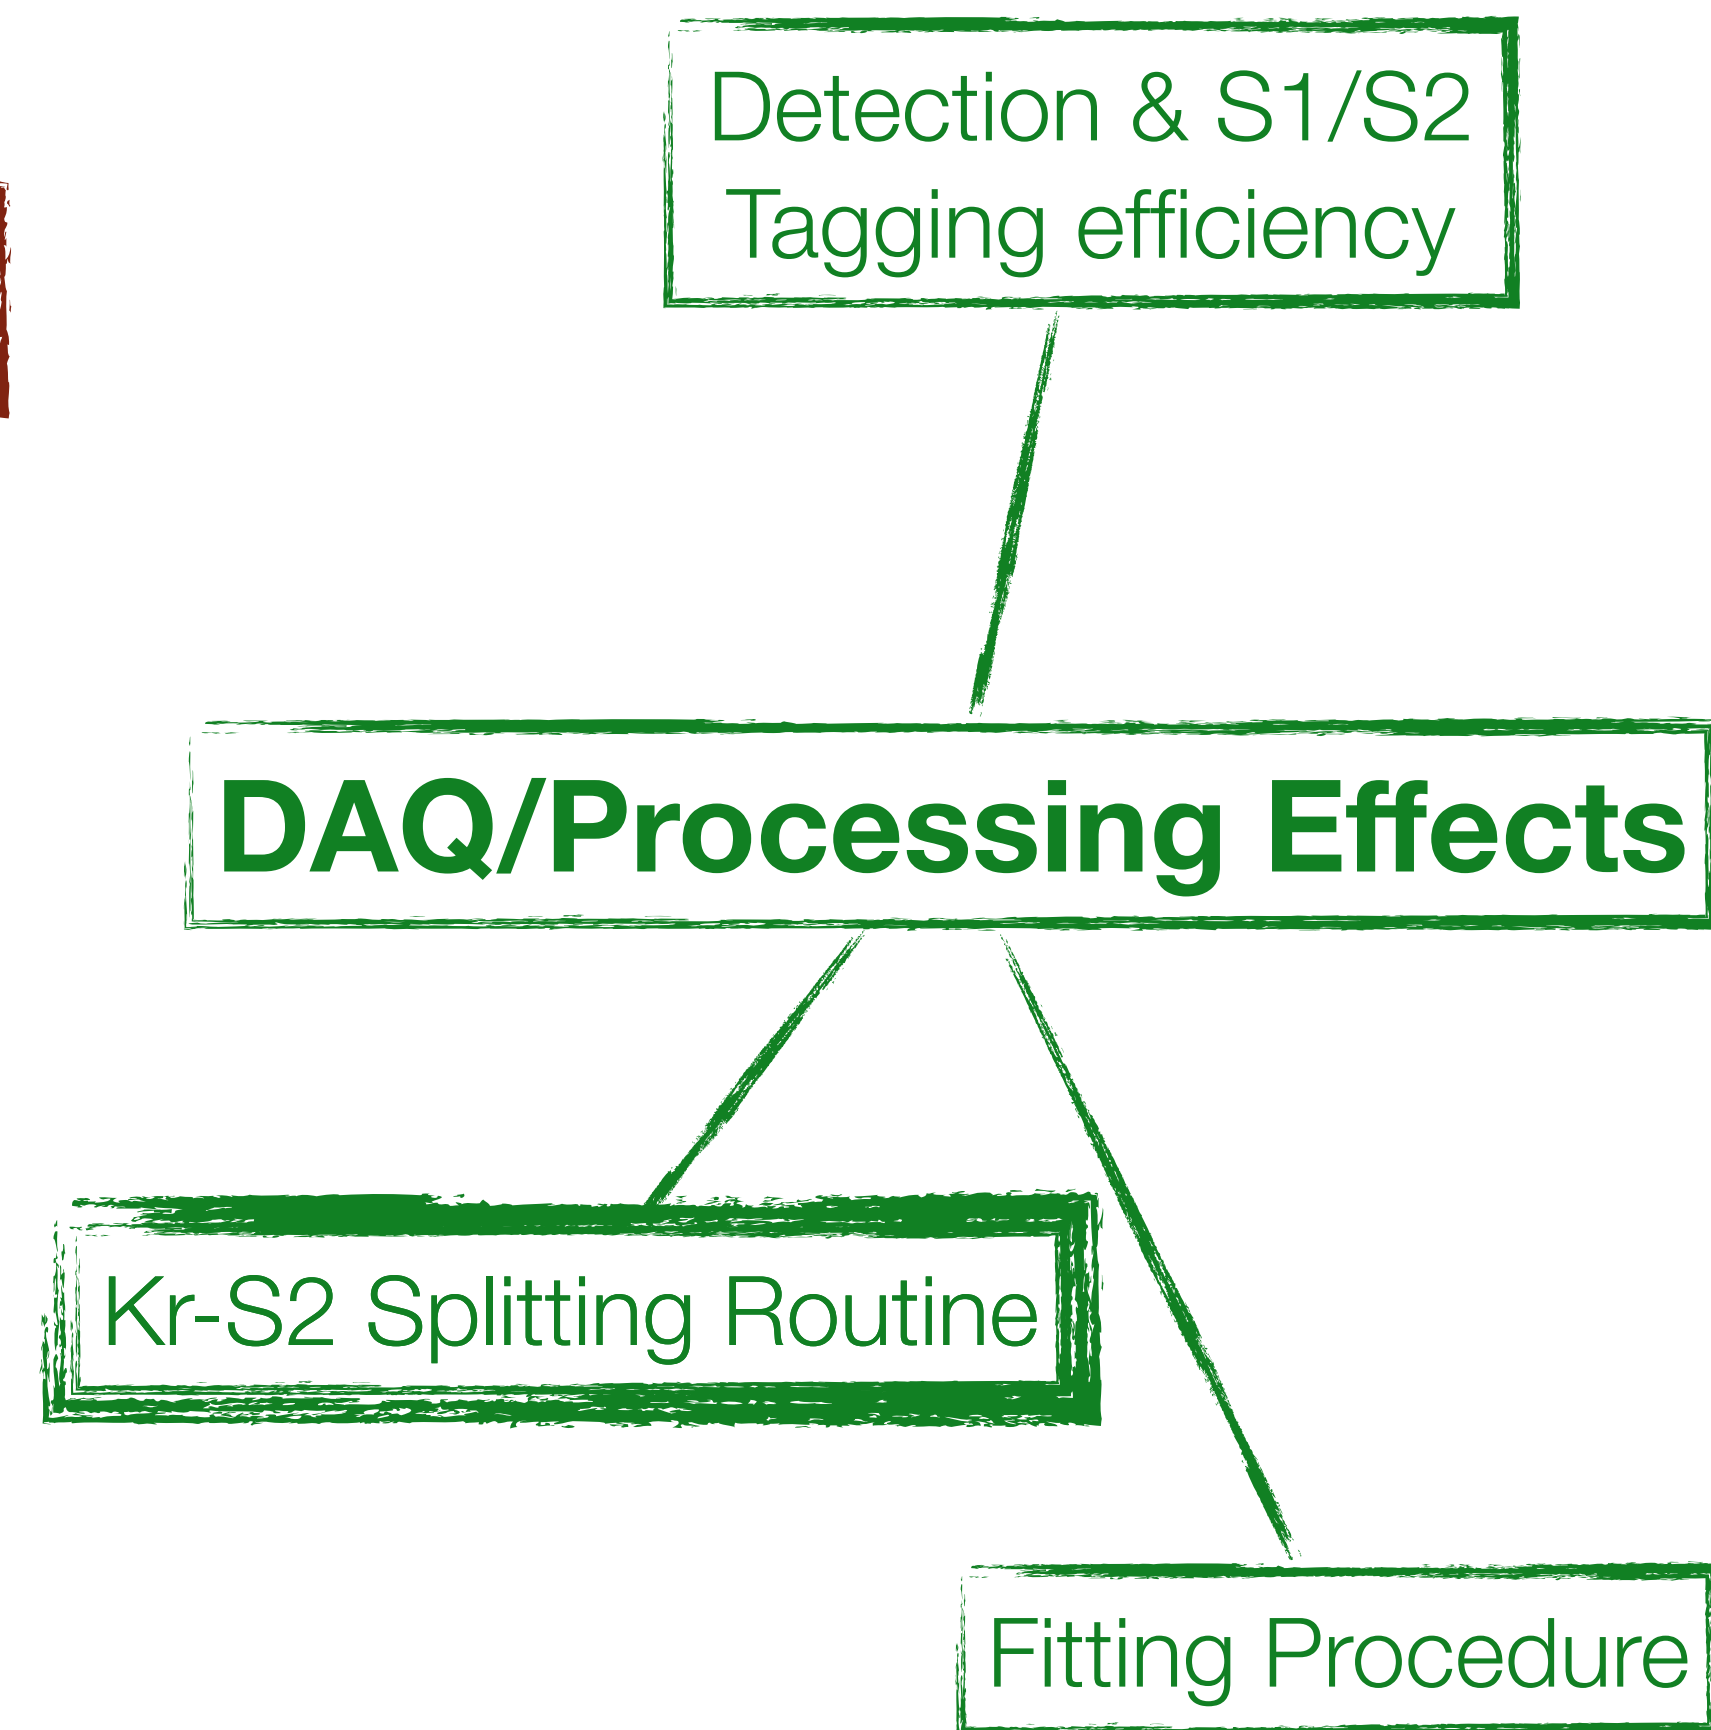 Detection & S1/S2
Tagging efficiency
DAQ/Processing Effects
Kr-S2 Splitting Routine
Fitting Procedure